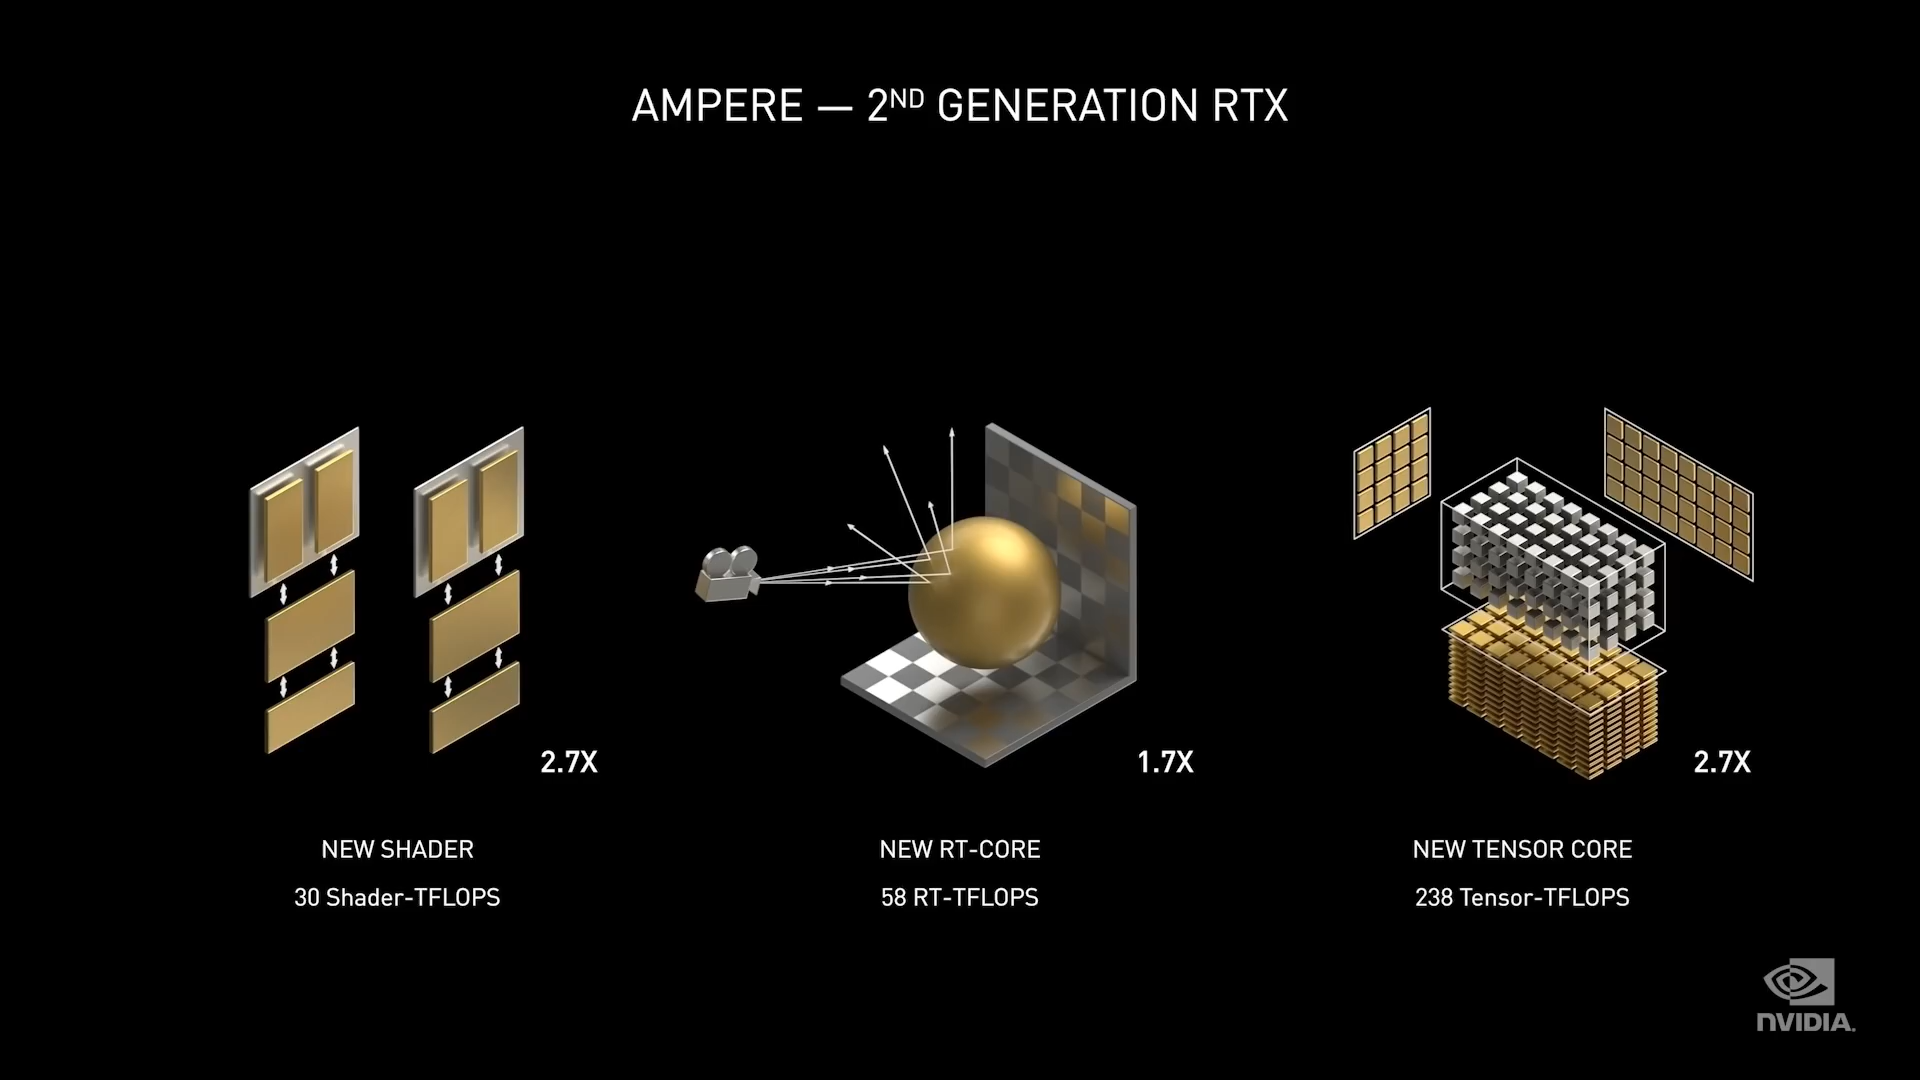 AMPERE — 2ND GENERATION RTX
2.7X
1.7X
2.7X
NEW SHADER
30 Shader-TFLOPS
NEW RT-CORE
58 RT-TFLOPS
NEW TENSOR CORE
238 Tensor-TFLOPS
NVIDIA.